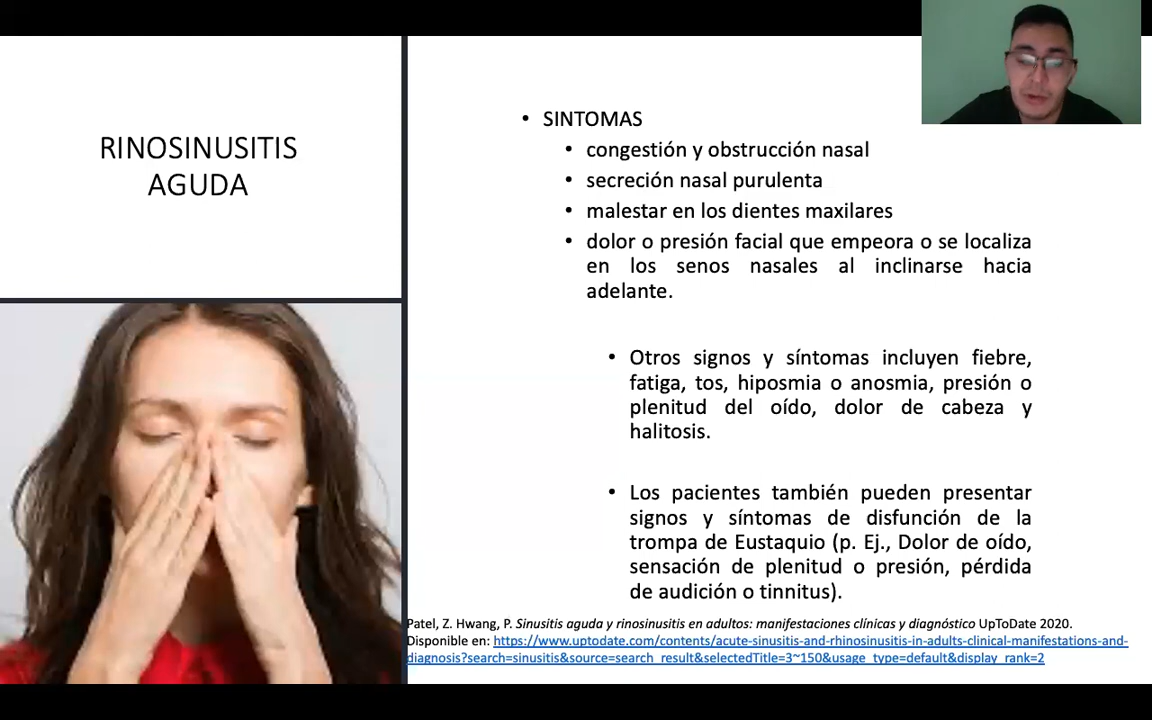 RINOSINUSITIS
AGUDA
• SINTOMAS
• congestión y obstrucción nasal
• secreción nasal purulenta
• malestar en los dientes maxilares
• dolor o presión facial que empeora o se localiza
en los senos nasales al inclinarse hacia
adelante.
• Otros signos y síntomas incluyen fiebre,
fatiga, tos, hiposmia o anosmia, presión o
plenitud del oído, dolor de cabeza y
halitosis.
• Los pacientes también pueden presentar
signos y síntomas de disfunción de la
trompa de Eustaquio (p. Ej., Dolor de oído,
sensación de plenitud o presión, pérdida
de audición o tinnitus).
Patel, Z. Hwang, P. Sinusitis aguda y rinosinusitis en adultos: manifestaciones clínicas y diagnóstico UpToDate 2020.
Disponible en: https://www.uptodate.com/contents/acute-sinusitis-and-rhinosinusitis-in-adults-clinical-manifestations-and-
diagnosis?search=sinusitis&source=search_result&selectedTitle=3~150&usage_type=default&display_rank=2